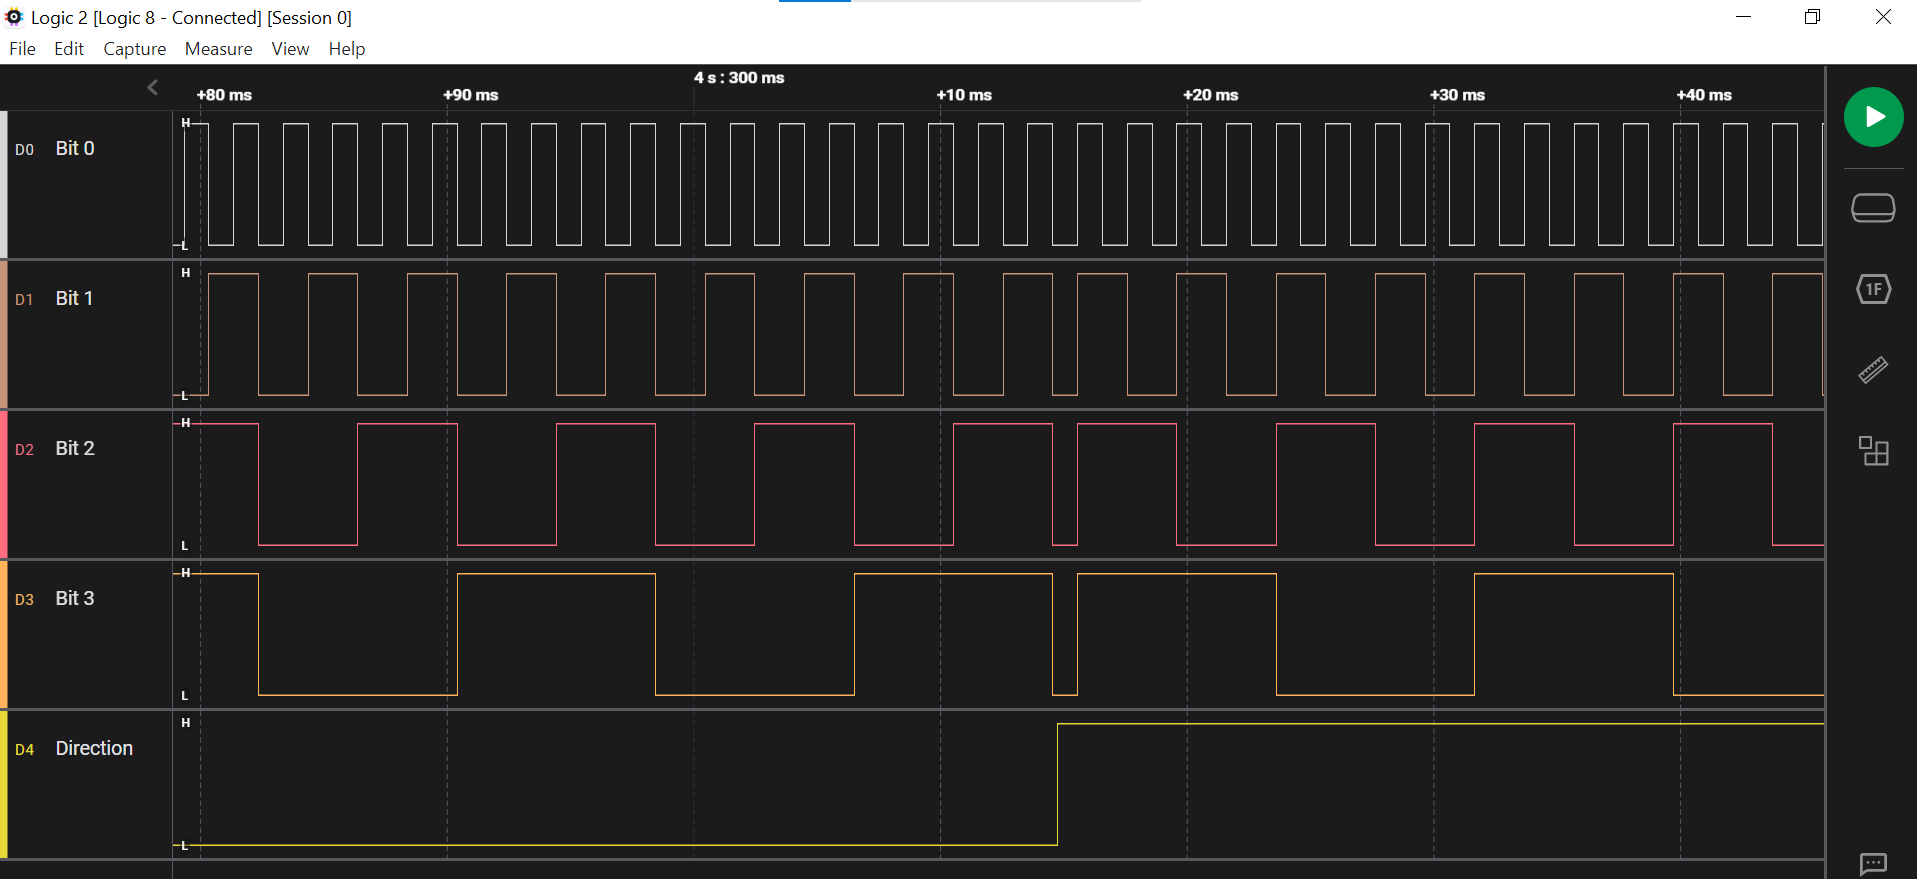 Logic 2 [Logic 8 - Connected] [Session 0]
File Edit Capture Measure View Help
4 s : 300 ms
+80 ms +90 ms +10 ms +20 ms +30 ms +40 ms
H
D0 Bit 0
L
H
D1 Bit 1
1F
L
H
D2 Bit 2
L
H
D3 Bit 3
L
H
D4 Direction
L